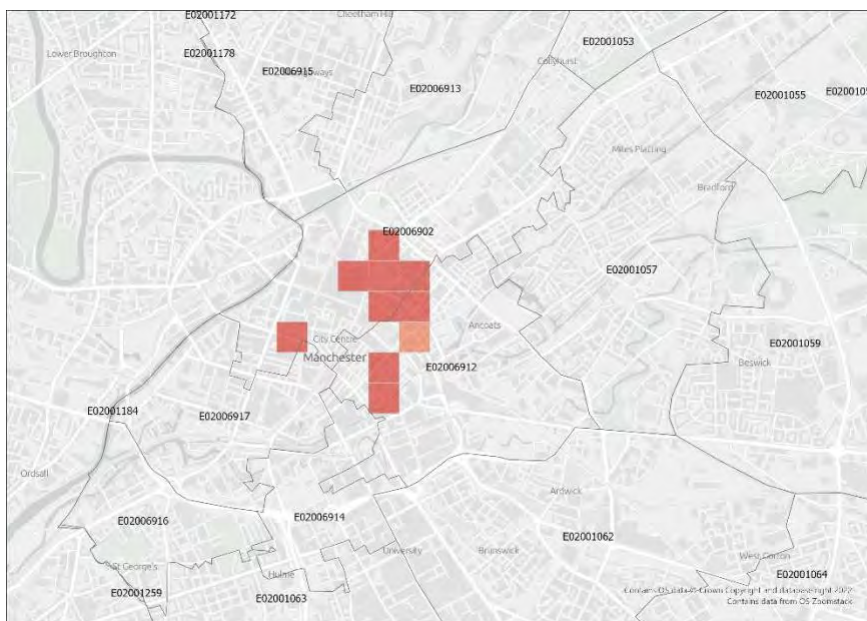 E02001172
Cheetham Hill
E02001053
Lower Broughton
E02001178
Collyhurst
E02006915
E02006913
E02001055
Miles Platting
Bradford
E02006902
E02001057
Ancoats
City Centre
E02001059
Manchester
Beswick
E02006912
E02001184
E02006917
Ordsall
Ardwick
E02006916
E02006914
E02001062
University
Brunswick
West Gorton
St George's
Hulme
E02001064
E02001259
E02001063
Contains OS data © Crown Copyright and database right 2022
Contains data from OS Zoomstack